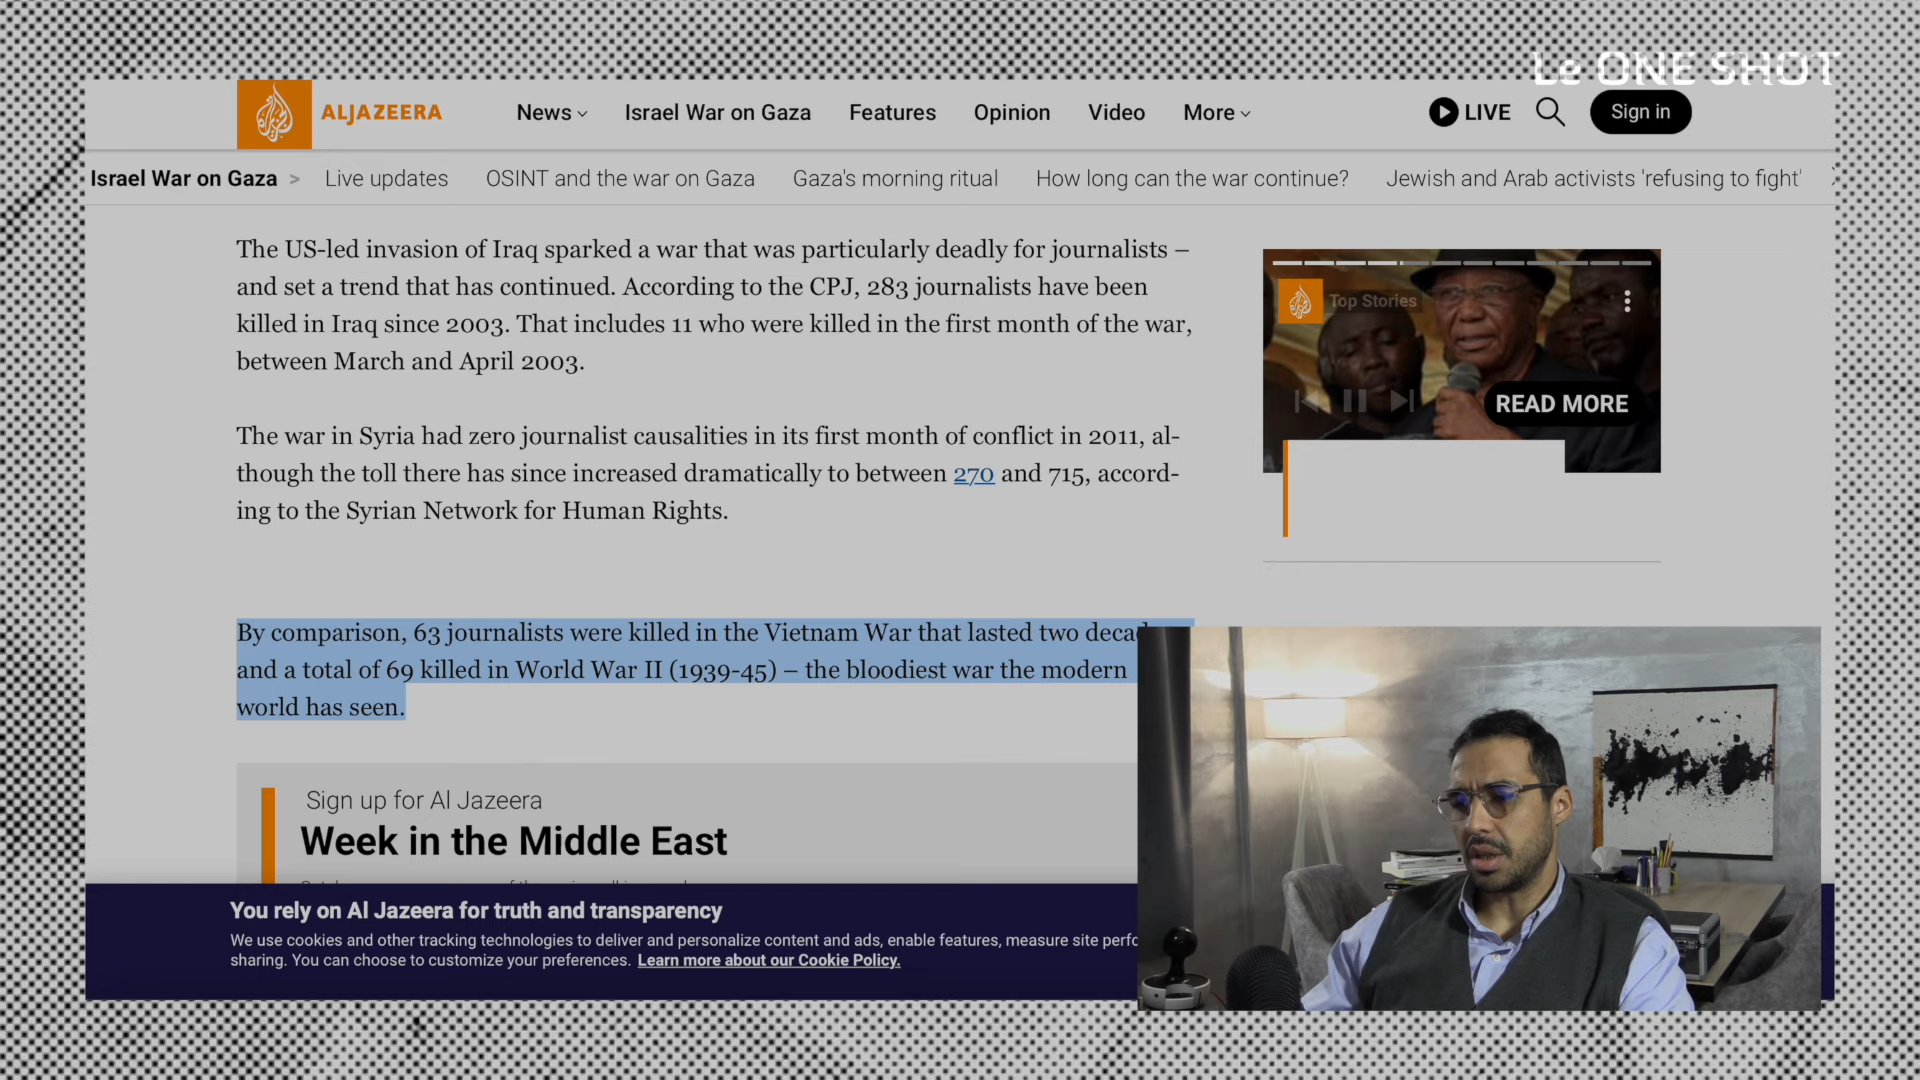 Le ONE SHOT
ALJAZEERA
News
Israel War on Gaza
Features
Opinion
Video
More
LIVE
Sign in
Israel War on Gaza >
Live updates
OSINT and the war on Gaza
Gaza's morning ritual
How long can the war continue?
Jewish and Arab activists 'refusing to fight'
The US-led invasion of Iraq sparked a war that was particularly deadly for journalists –
and set a trend that has continued. According to the CPJ, 283 journalists have been
killed in Iraq since 2003. That includes 11 who were killed in the first month of the war,
between March and April 2003.
The war in Syria had zero journalist causalities in its first month of conflict in 2011, al-
though the toll there has since increased dramatically to between 270 and 715, accord-
ing to the Syrian Network for Human Rights.
Top Stories
READ MORE
By comparison, 63 journalists were killed in the Vietnam War that lasted two
and a total of 69 killed in World War II (1939-45) – the bloodiest war the modern
world has seen.
Sign up for Al Jazeera
Week in the Middle East
You rely on Al Jazeera for truth and transparency
We use cookies and other tracking technologies to deliver and personalize content and ads, enable features, measure site
sharing. You can choose to customize your preferences. Learn more about our Cookie Policy.